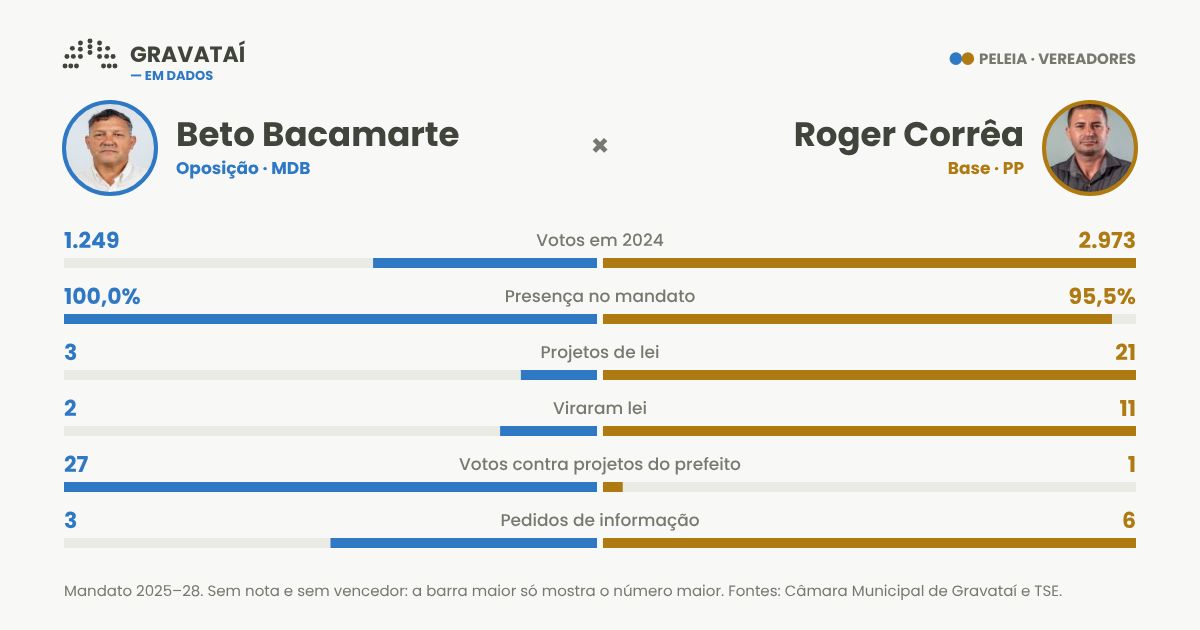 GRAVATAÍ
— EM DADOS
PELEIA · VEREADORES
Beto Bacamarte
Oposição · MDB
×
Roger Corrêa
Base · PP
1.249 Votos em 2024 2.973
100,0% Presença no mandato 95,5%
3 Projetos de lei 21
2 Viraram lei 11
27 Votos contra projetos do prefeito 1
3 Pedidos de informação 6
Mandato 2025–28. Sem nota e sem vencedor: a barra maior só mostra o número maior. Fontes: Câmara Municipal de Gravataí e TSE.